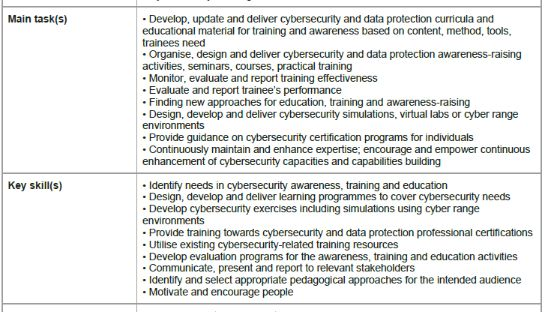 Main task(s)
• Develop, update and deliver cybersecurity and data protection curricula and
educational material for training and awareness based on content, method, tools,
trainees need
• Organise, design and deliver cybersecurity and data protection awareness-raising
activities, seminars, courses, practical training
• Monitor, evaluate and report training effectiveness
• Evaluate and report trainee's performance
• Finding new approaches for education, training and awareness-raising
• Design, develop and deliver cybersecurity simulations, virtual labs or cyber range
environments
• Provide guidance on cybersecurity certification programs for individuals
• Continuously maintain and enhance expertise; encourage and empower continuous
enhancement of cybersecurity capacities and capabilities building
Key skill(s)
• Identify needs in cybersecurity awareness, training and education
• Design, develop and deliver learning programmes to cover cybersecurity needs
• Develop cybersecurity exercises including simulations using cyber range
environments
• Provide training towards cybersecurity and data protection professional certifications
• Utilise existing cybersecurity-related training resources
• Develop evaluation programs for the awareness, training and education activities
• Communicate, present and report to relevant stakeholders
• Identify and select appropriate pedagogical approaches for the intended audience
• Motivate and encourage people